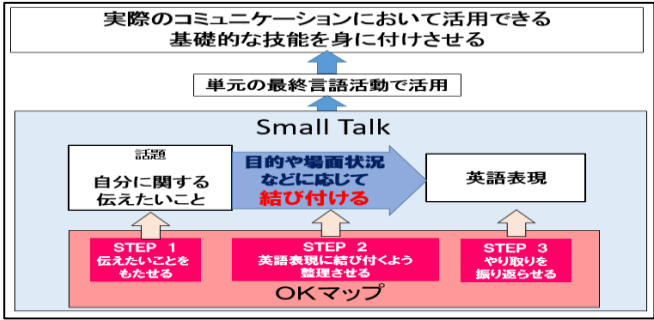 実際のコミュニケーションにおいて活用できる
基礎的な技能を身に付けさせる
単元の最終言語活動で活用
Small Talk
話題
自分に関する
伝えたいこと
目的や場面状況
などに応じて
結び付ける
英語表現
STEP 1
伝えたいことを
もたせる
STEP 2
英語表現に結び付くよう
整理させる
STEP 3
やり取りを
振り返らせる
OKマップ